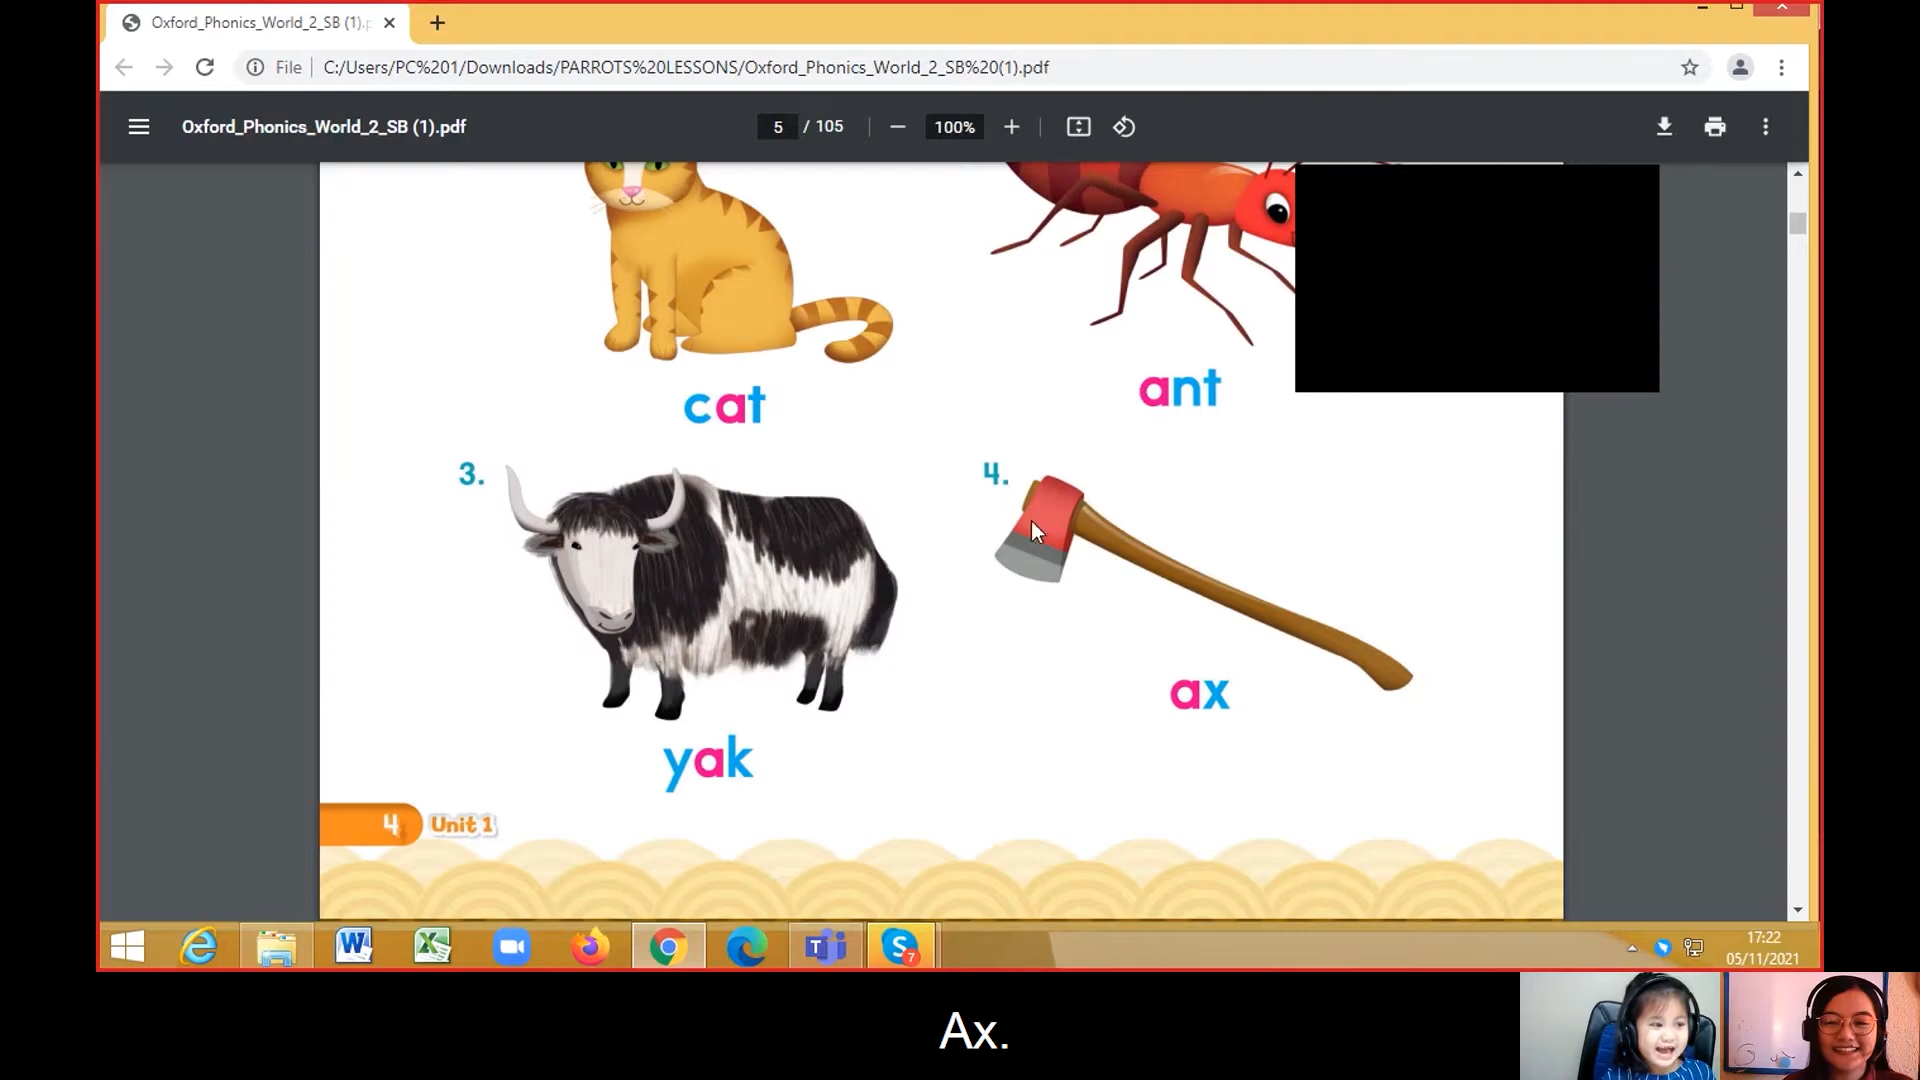 Oxford_Phonics_World_2_SB (1).p
File C:/Users/PC%201/Downloads/PARROTS%20LESSONS/Oxford_Phonics_World_2_SB%20(1).pdf
Oxford_Phonics_World_2_SB (1).pdf 5 / 105 100%
cat
ant
3.
4.
ax
yak
4 Unit 1
17:22
05/11/2021
7
Ax.